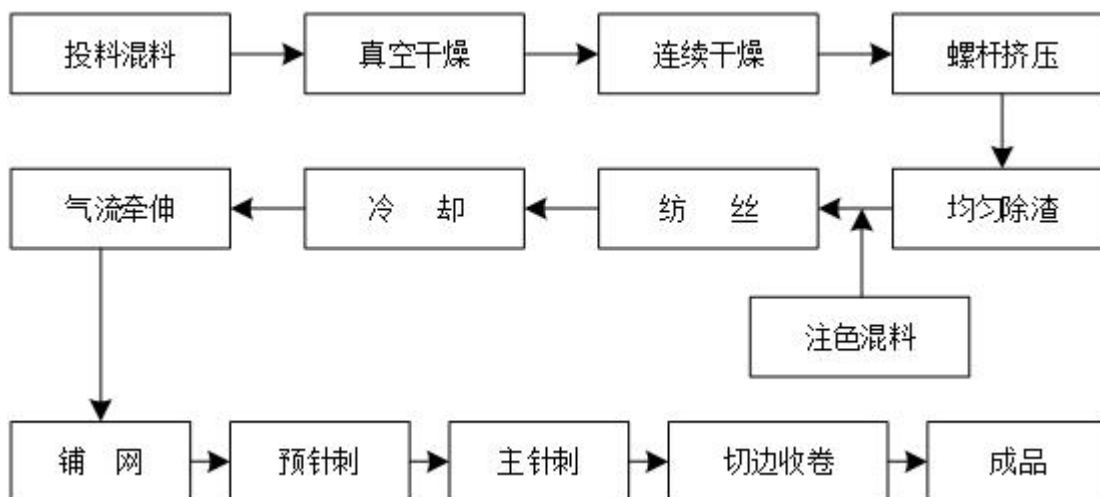 投料混料
真空干燥
连续干燥
螺杆挤压
气流牵伸
冷 却
纺 丝
均匀除渣
注色混料
铺 网
预针刺
主针刺
切边收卷
成品